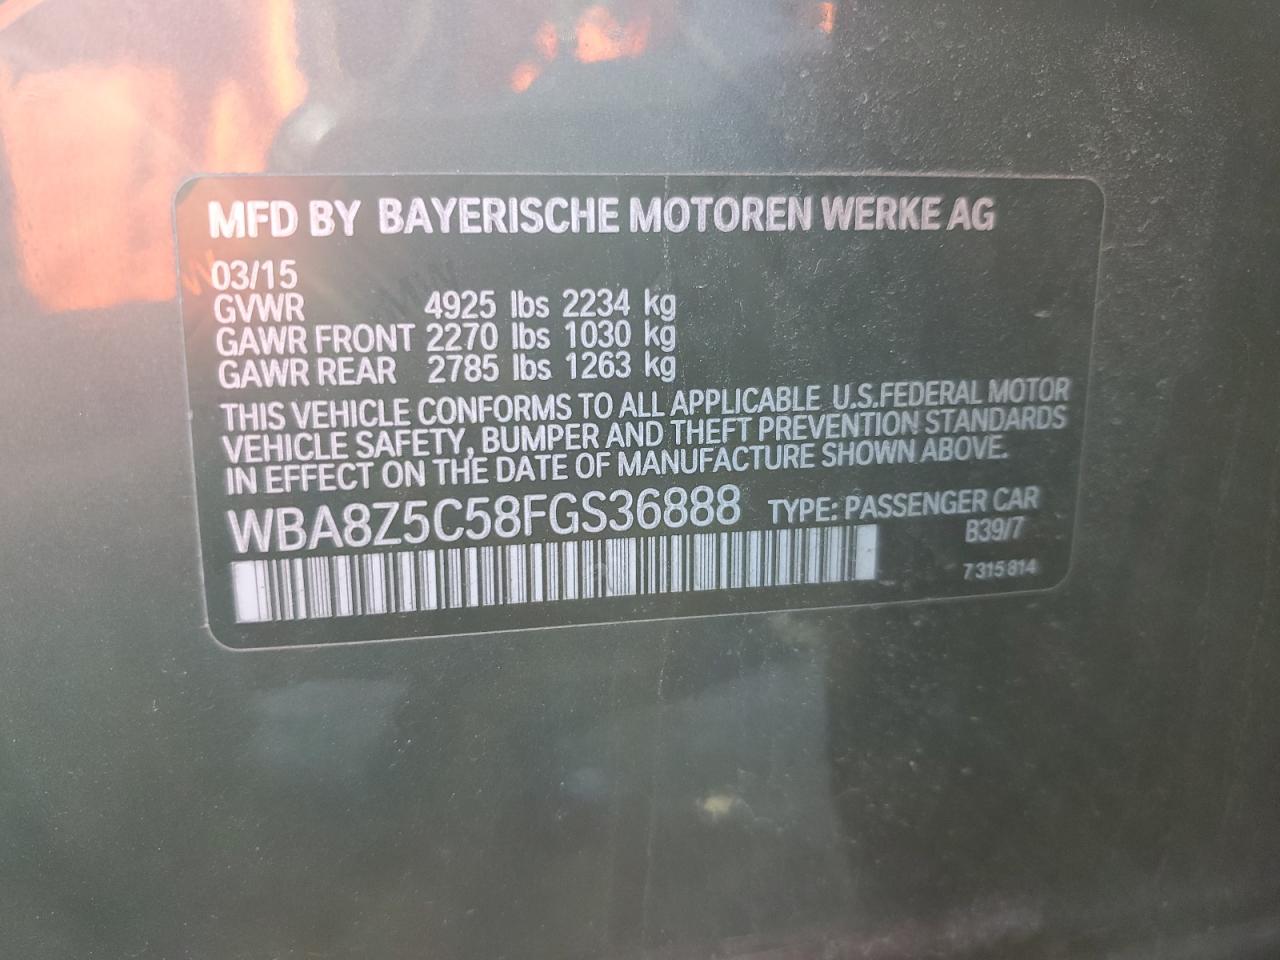 MFD BY BAYERISCHE MOTOREN WERKE AG
03/15
GVWR 4925 lbs 2234 kg
GAWR FRONT 2270 lbs 1030 kg
GAWR REAR 2785 lbs 1263 kg
THIS VEHICLE CONFORMS TO ALL APPLICABLE U.S.FEDERAL MOTOR
VEHICLE SAFETY, BUMPER AND THEFT PREVENTION STANDARDS
IN EFFECT ON THE DATE OF MANUFACTURE SHOWN ABOVE.
WBA8Z5C58FGS36888 TYPE: PASSENGER CAR
B39/7
7 315 814